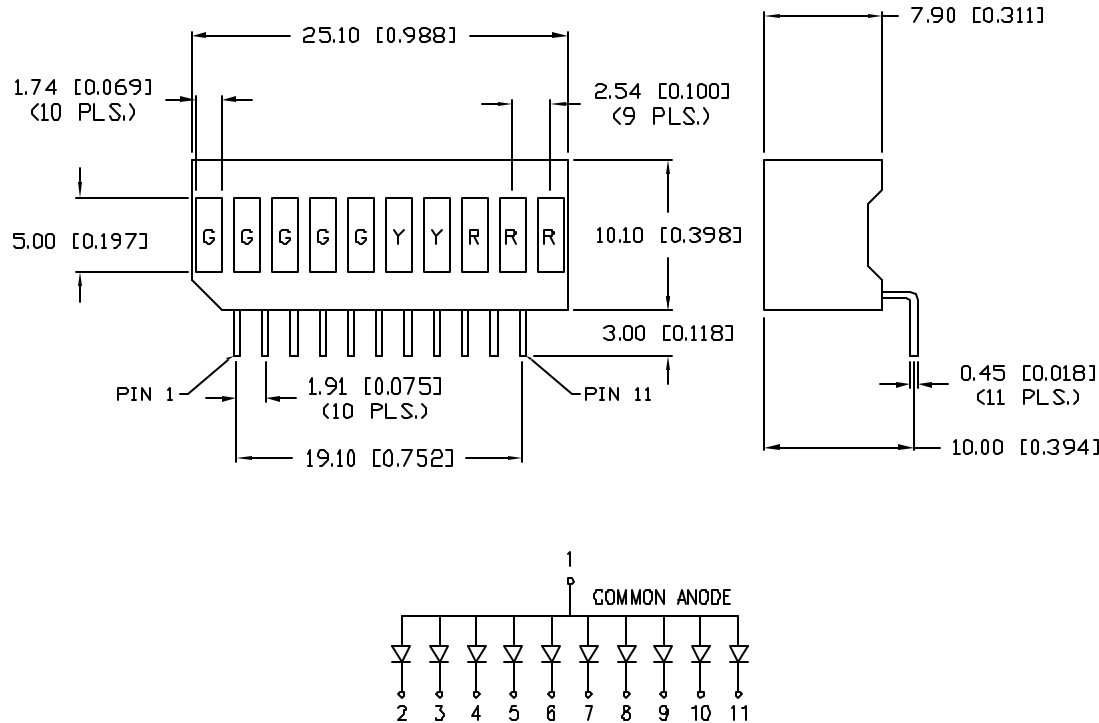 7.90 [0.311]
25.10 [0.988]
1.74 [0.069]
(10 PLS.)
2.54 [0.100]
(9 PLS.)
5.00 [0.197]
G G G G G Y Y R R R
10.10 [0.398]
3.00 [0.118]
PIN 1
1.91 [0.075]
(10 PLS.)
PIN 11
0.45 [0.018]
(11 PLS.)
19.10 [0.752]
10.00 [0.394]
1
COMMON ANODE
2 3 4 5 6 7 8 9 10 11